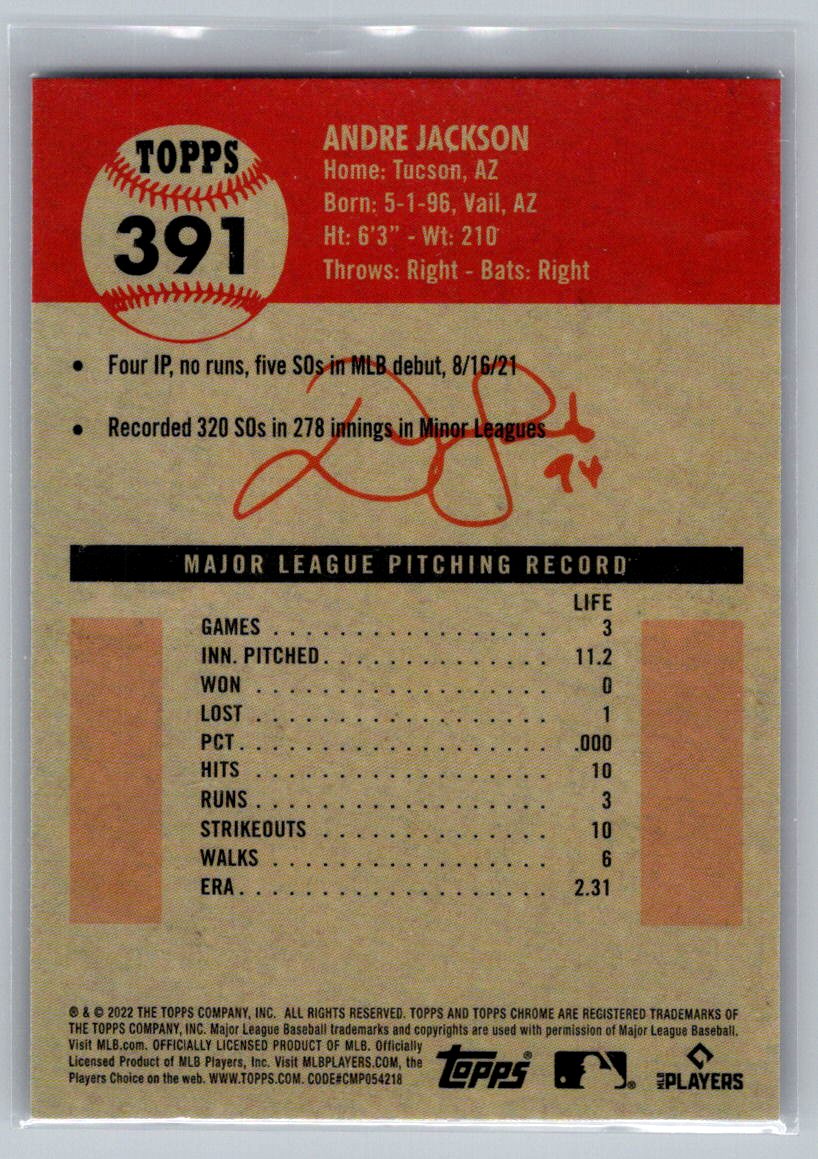 TOPPS
391
ANDRE JACKSON
Home: Tucson, AZ
Born: 5-1-96, Vail, AZ
Ht: 6'3" - Wt: 210
Throws: Right - Bats: Right
• Four IP, no runs, five SOs in MLB debut, 8/16/21
• Recorded 320 SOs in 278 innings in Minor Leagues
94
MAJOR LEAGUE PITCHING RECORD
LIFE
GAMES . . . . . . . . . . . . . . . . . 3
INN. PITCHED. . . . . . . . . . . . . . 11.2
WON . . . . . . . . . . . . . . . . . . 0
LOST . . . . . . . . . . . . . . . . . . 1
PCT. . . . . . . . . . . . . . . . . . . .000
HITS . . . . . . . . . . . . . . . . . . 10
RUNS . . . . . . . . . . . . . . . . . . 3
STRIKEOUTS . . . . . . . . . . . . . . 10
WALKS . . . . . . . . . . . . . . . . . 6
ERA. . . . . . . . . . . . . . . . . . . 2.31
® & © 2022 THE TOPPS COMPANY, INC. ALL RIGHTS RESERVED. TOPPS AND TOPPS CHROME ARE REGISTERED TRADEMARKS OF
THE TOPPS COMPANY, INC. Major League Baseball trademarks and copyrights are used with permission of Major League Baseball.
Visit MLB.com. OFFICIALLY LICENSED PRODUCT OF MLB. Officially
Licensed Product of MLB Players, Inc. Visit MLBPLAYERS.COM, the
Players Choice on the web. WWW.TOPPS.COM. CODE#CMP054218
topps®
MLB PLAYERS